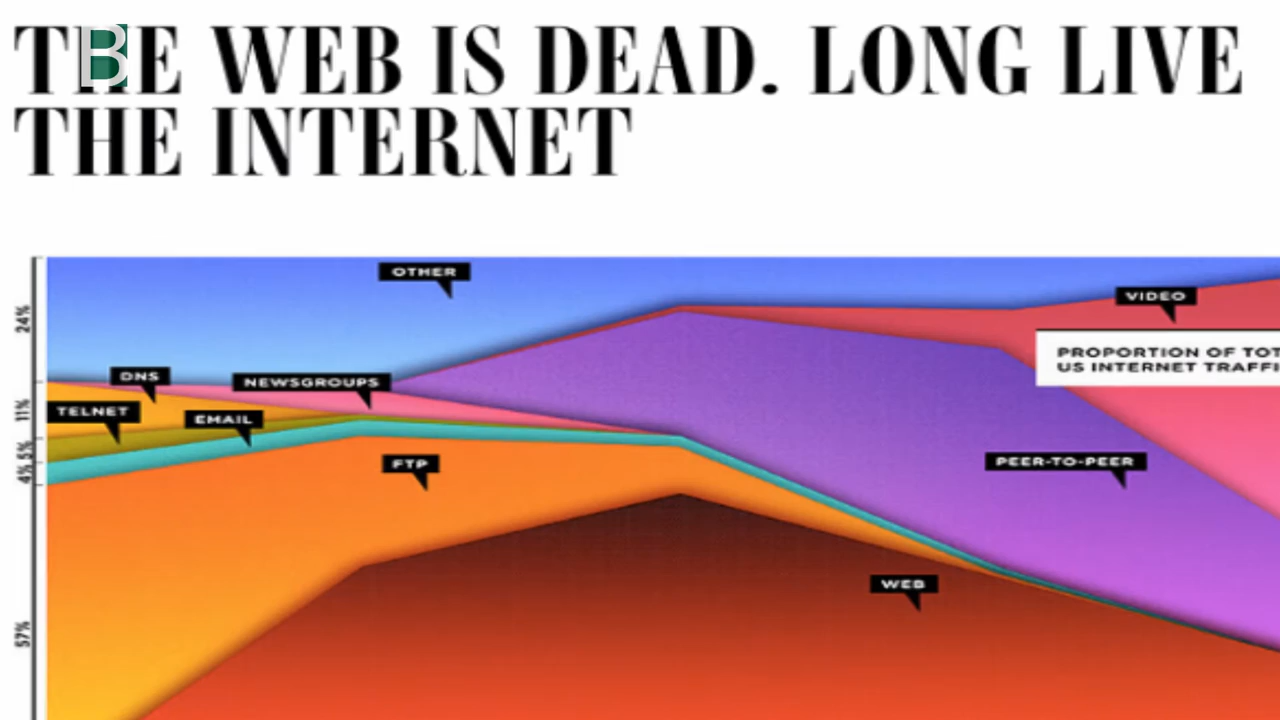 THE WEB IS DEAD. LONG LIVE
THE INTERNET
B
OTHER
VIDEO
24%
PROPORTION OF TOT
US INTERNET TRAFFI
DNS
NEWSGROUPS
11%
TELNET
EMAIL
5%
4%
FTP
PEER-TO-PEER
WEB
57%